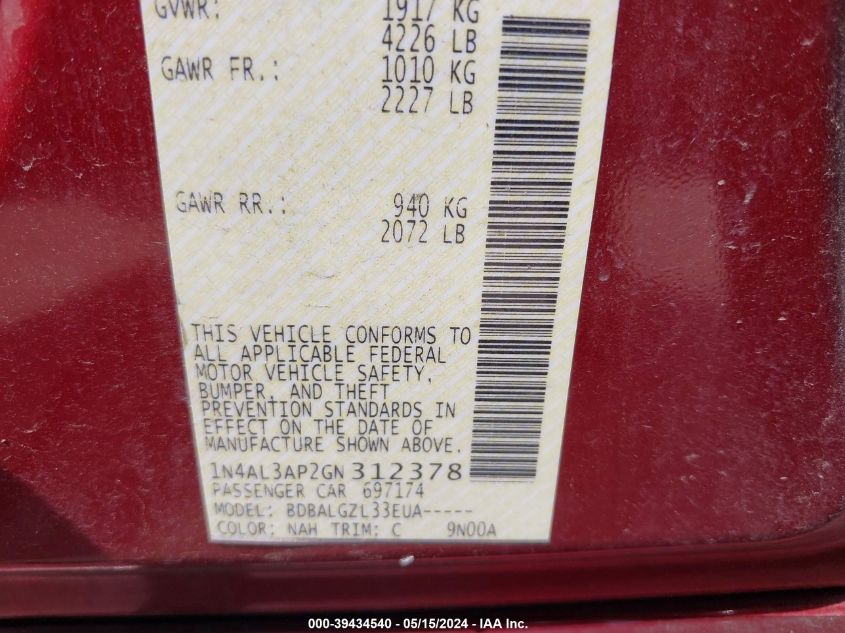 GVWR: 1917 KG
4226 LB
GAWR FR.: 1010 KG
2227 LB
GAWR RR.: 940 KG
2072 LB
THIS VEHICLE CONFORMS TO
ALL APPLICABLE FEDERAL
MOTOR VEHICLE SAFETY,
BUMPER, AND THEFT
PREVENTION STANDARDS IN
EFFECT ON THE DATE OF
MANUFACTURE SHOWN ABOVE.
1N4AL3AP2GN312378
PASSENGER CAR 697174
MODEL: BDBALGZL33EUA-----
COLOR: NAH TRIM: C 9N00A
000-39434540 - 05/15/2024 - IAA Inc.